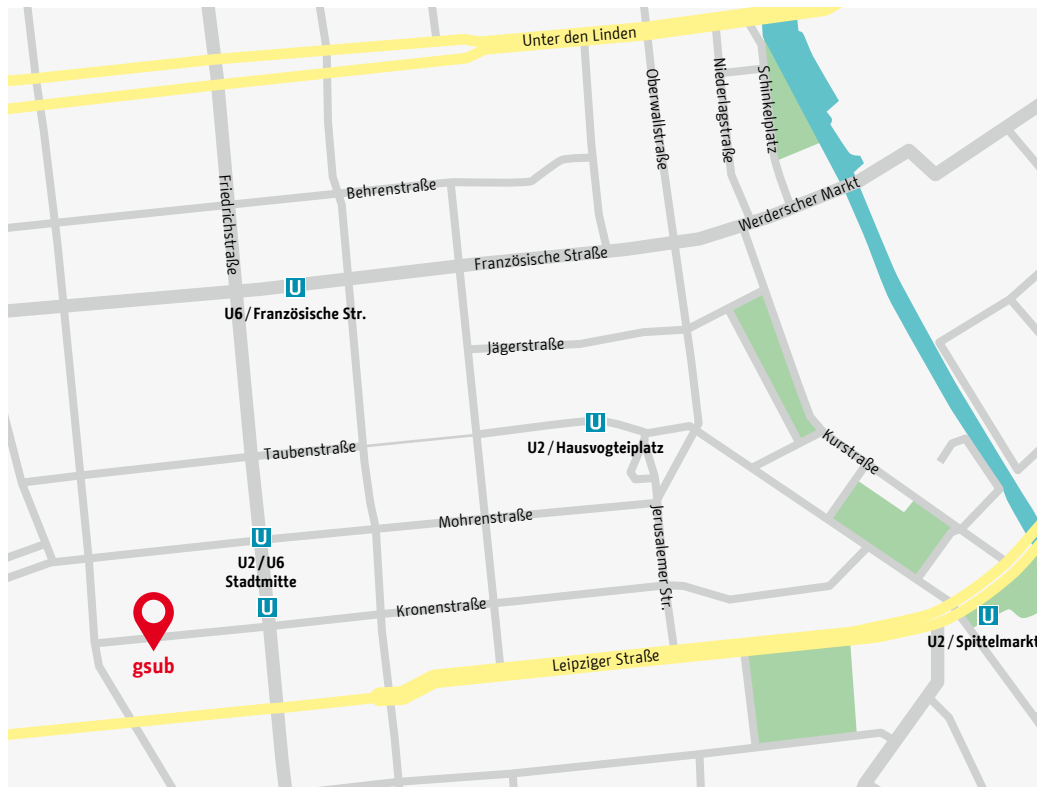 Unter den Linden
Oberwallstraße
Niederlagstraße
Schinkelplatz
Friedrichstraße
Behrenstraße
Werderscher Markt
Französische Straße
U
U6/Französische Str.
Jägerstraße
U
U2/Hausvogteiplatz
Taubenstraße
Kurstraße
Mohrenstraße
Jerusalemer Str.
U
U2/U6
Stadtmitte
U
Kronenstraße
U
U2/Spittelmarkt
Leipziger Straße
gsub